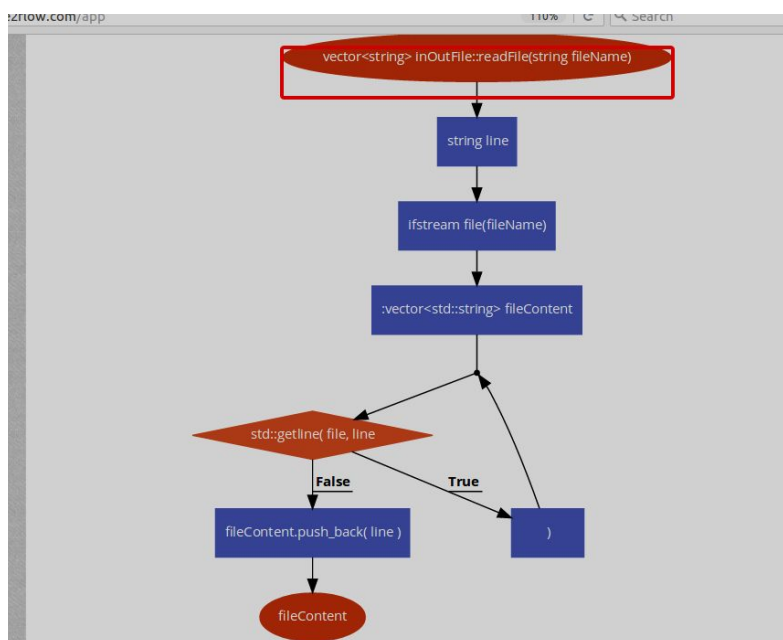 e2flow.com/app 110% C Search
vector<string> inOutFile::readFile(string fileName)
string line
ifstream file(fileName)
:vector<std::string> fileContent
std::getline( file, line
False
True
fileContent.push_back( line )
)
fileContent